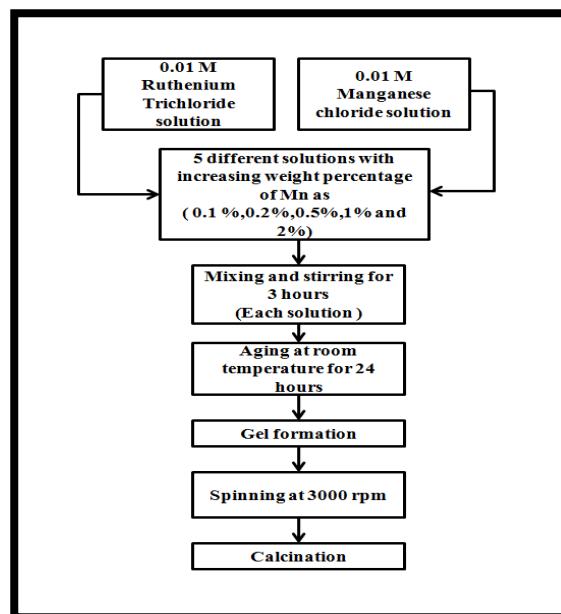 0.01 M
Ruthenium
Trichloride
solution
0.01 M
Manganese
chloride solution
5 different solutions with
increasing weight percentage
of Mn as
( 0.1 %,0.2%,0.5%,1% and
2%)
Mixing and stirring for
3 hours
(Each solution )
Aging at room
temperature for 24
hours
Gel formation
Spinning at 3000 rpm
Calcination